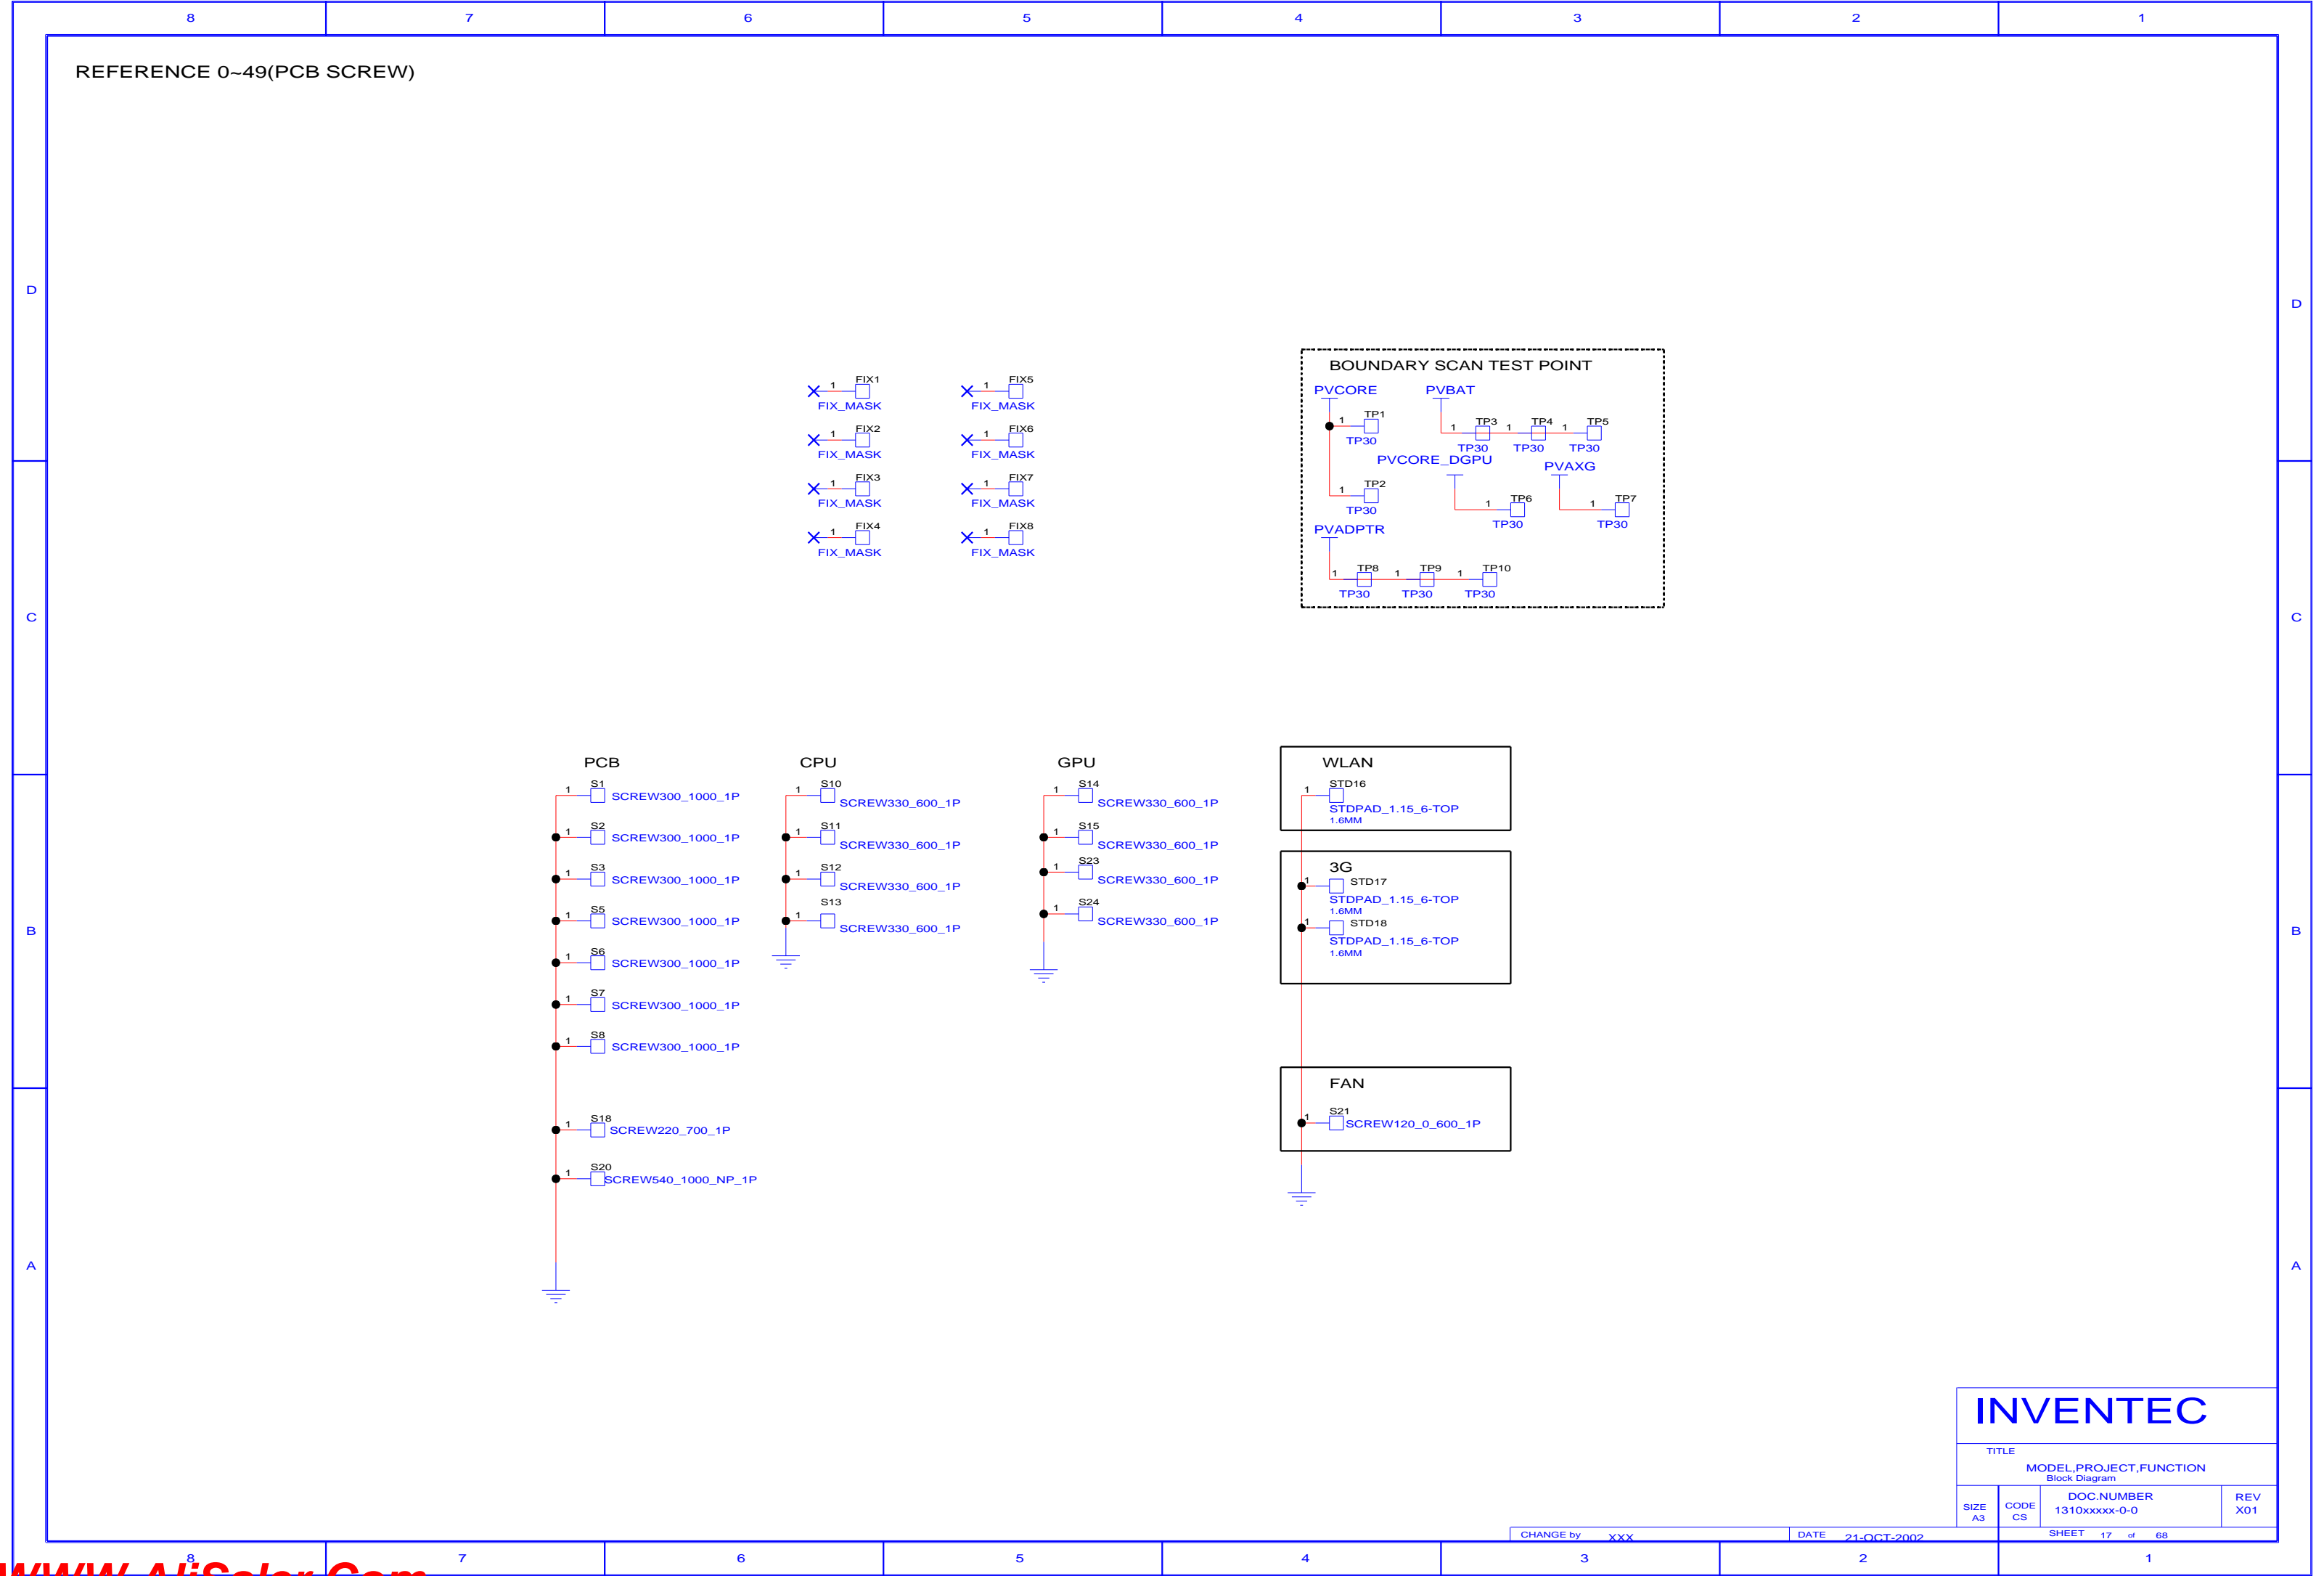 8 7 6 5 4 3 2 1
REFERENCE 0~49(PCB SCREW)
D
D
C
C
B
B
A
A
1 FIX1
FIX_MASK
1 FIX5
FIX_MASK
1 FIX2
FIX_MASK
1 FIX6
FIX_MASK
1 FIX3
FIX_MASK
1 FIX7
FIX_MASK
1 FIX4
FIX_MASK
1 FIX8
FIX_MASK
BOUNDARY SCAN TEST POINT
PVCORE
PVBAT
1 TP1
TP30
1 TP3 1 TP4 1 TP5
TP30 TP30 TP30
PVCORE_DGPU
PVAXG
1 TP2
TP30
1 TP6
TP30
1 TP7
TP30
PVADPTR
1 TP8 1 TP9 1 TP10
TP30 TP30 TP30
PCB
1 S1
SCREW300_1000_1P
1 S2
SCREW300_1000_1P
1 S3
SCREW300_1000_1P
1 S5
SCREW300_1000_1P
1 S6
SCREW300_1000_1P
1 S7
SCREW300_1000_1P
1 S8
SCREW300_1000_1P
1 S18
SCREW220_700_1P
1 S20
SCREW540_1000_NP_1P
CPU
1 S10
SCREW330_600_1P
1 S11
SCREW330_600_1P
1 S12
SCREW330_600_1P
1 S13
SCREW330_600_1P
GPU
1 S14
SCREW330_600_1P
1 S15
SCREW330_600_1P
1 S23
SCREW330_600_1P
1 S24
SCREW330_600_1P
WLAN
1 STD16
STDPAD_1.15_6-TOP
1.6MM
3G
1 STD17
STDPAD_1.15_6-TOP
1.6MM
1 STD18
STDPAD_1.15_6-TOP
1.6MM
FAN
1 S21
SCREW120_0_600_1P
INVENTEC
TITLE
MODEL,PROJECT,FUNCTION
Block Diagram
SIZE
A3
CODE
CS
DOC.NUMBER
1310xxxxx-0-0
REV
X01
CHANGE by XXX
DATE 21-OCT-2002
SHEET 17 of 68
8 7 6 5 4 3 2 1
WWW.AliSaler.Com